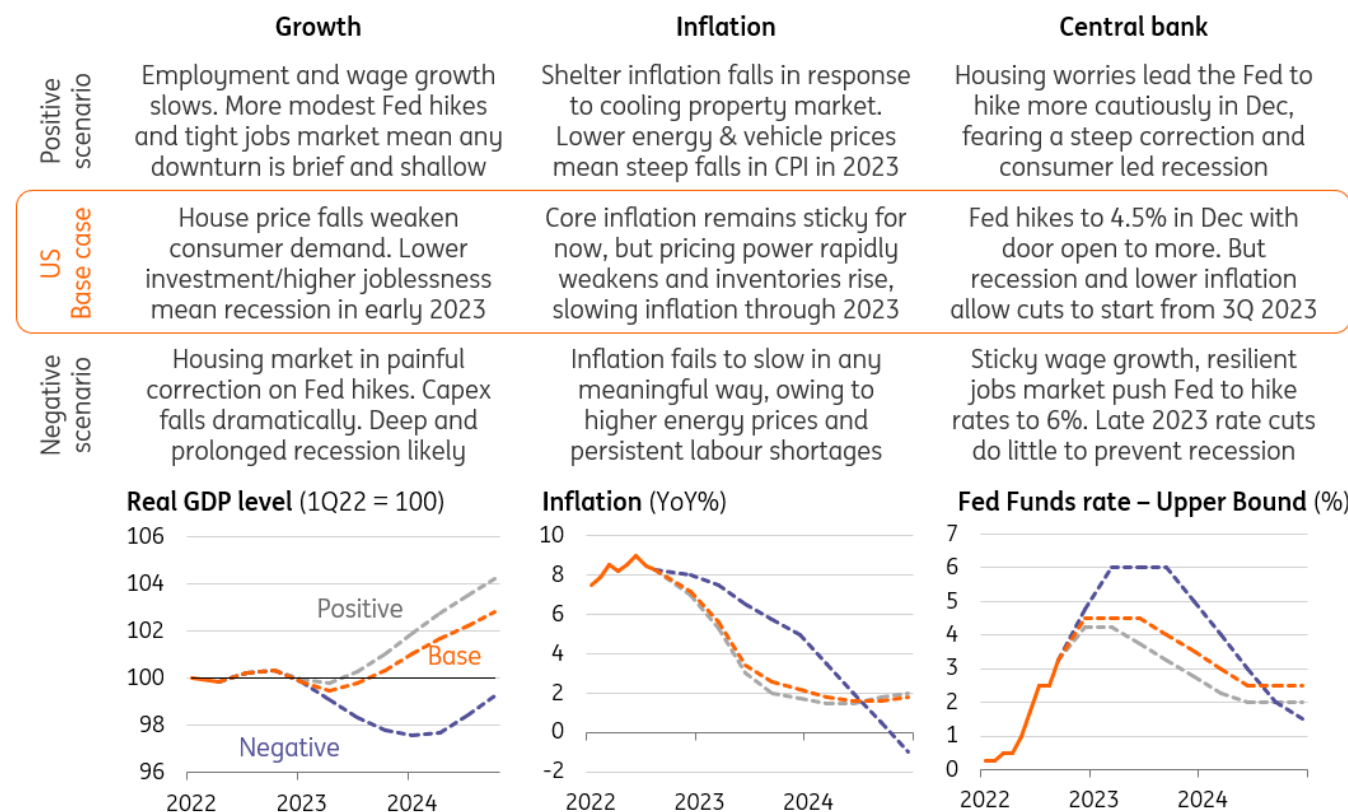 Growth
Inflation
Central bank
Positive
scenario
Employment and wage growth
slows. More modest Fed hikes
and tight jobs market mean any
downturn is brief and shallow
Shelter inflation falls in response
to cooling property market.
Lower energy & vehicle prices
mean steep falls in CPI in 2023
Housing worries lead the Fed to
hike more cautiously in Dec,
fearing a steep correction and
consumer led recession
US
Base case
House price falls weaken
consumer demand. Lower
investment/higher joblessness
mean recession in early 2023
Core inflation remains sticky for
now, but pricing power rapidly
weakens and inventories rise,
slowing inflation through 2023
Fed hikes to 4.5% in Dec with
door open to more. But
recession and lower inflation
allow cuts to start from 3Q 2023
Negative
scenario
Housing market in painful
correction on Fed hikes. Capex
falls dramatically. Deep and
prolonged recession likely
Inflation fails to slow in any
meaningful way, owing to
higher energy prices and
persistent labour shortages
Sticky wage growth, resilient
jobs market push Fed to hike
rates to 6%. Late 2023 rate cuts
do little to prevent recession
Real GDP level (1Q22 = 100)
106
104
102
100
98
96
Positive
Base
Negative
2022
2023
2024
Inflation (YoY%)
10
8
6
4
2
0
-2
2022
2023
2024
Fed Funds rate – Upper Bound (%)
7
6
5
4
3
2
1
0
2022
2023
2024